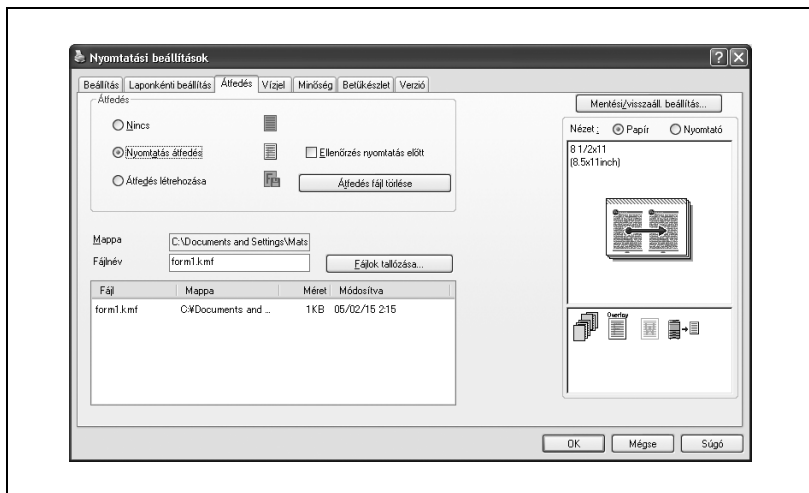 Nyomtatási beállítások
Beállítás Laponkénti beállítás Átfedés Vízjel Minőség Betűkészlet Verzió
Átfedés
Nincs
Nyomtatás átfedés
Ellenőrzés nyomtatás előtt
Átfedés létrehozása
Átfedés fájl törlése
Mappa
C:\Documents and Settings\Mats
Fájlnév
form1.kmf
Fájlok tallózása...
Fájl Mappa Méret Módosítva
form1.kmf C:¥Documents and ... 1KB 05/02/15 2:15
Mentési/visszaáll. beállítás...
Nézet : Papír Nyomtató
8 1/2x11
(8.5x11inch)
Overlay
OK Mégse Súgó